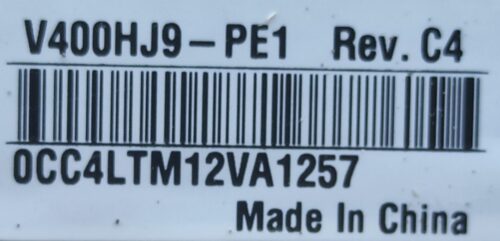 V400HJ9-PE1 Rev. C4
0CC4LTM12VA1257
Made In China